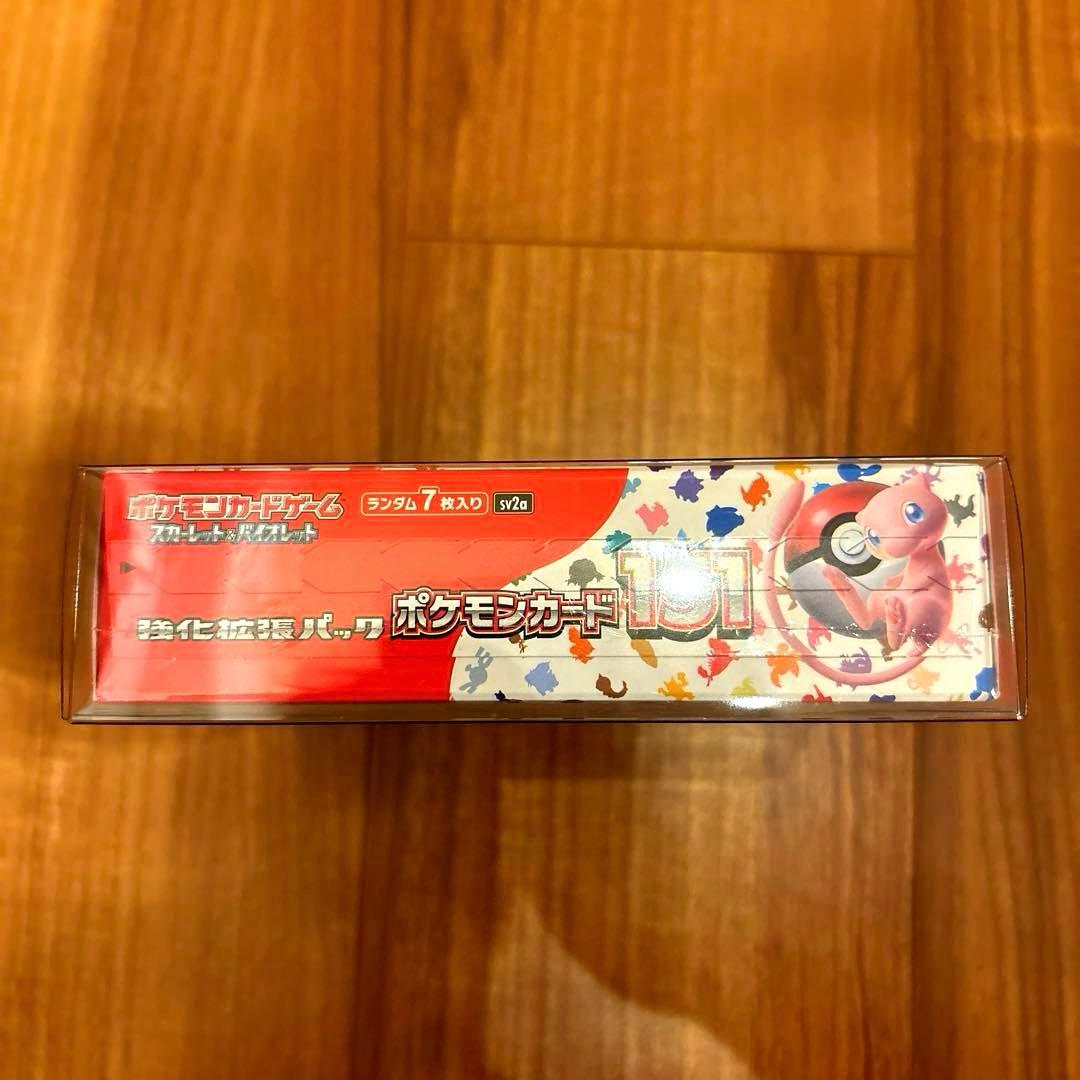 ポケモンカードゲーム
スカーレット&バイオレット
ランダム7枚入り
sv2a
強化拡張パック
ポケモンカード151